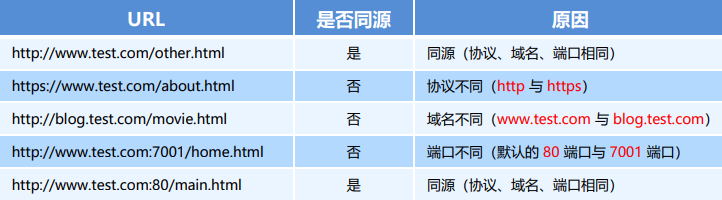 URL 是否同源 原因
http://www.test.com/other.html 是 同源（协议、域名、端口相同）
https://www.test.com/about.html 否 协议不同（http 与 https）
http://blog.test.com/movie.html 否 域名不同（www.test.com 与 blog.test.com）
http://www.test.com:7001/home.html 否 端口不同（默认的 80 端口与 7001 端口）
http://www.test.com:80/main.html 是 同源（协议、域名、端口相同）